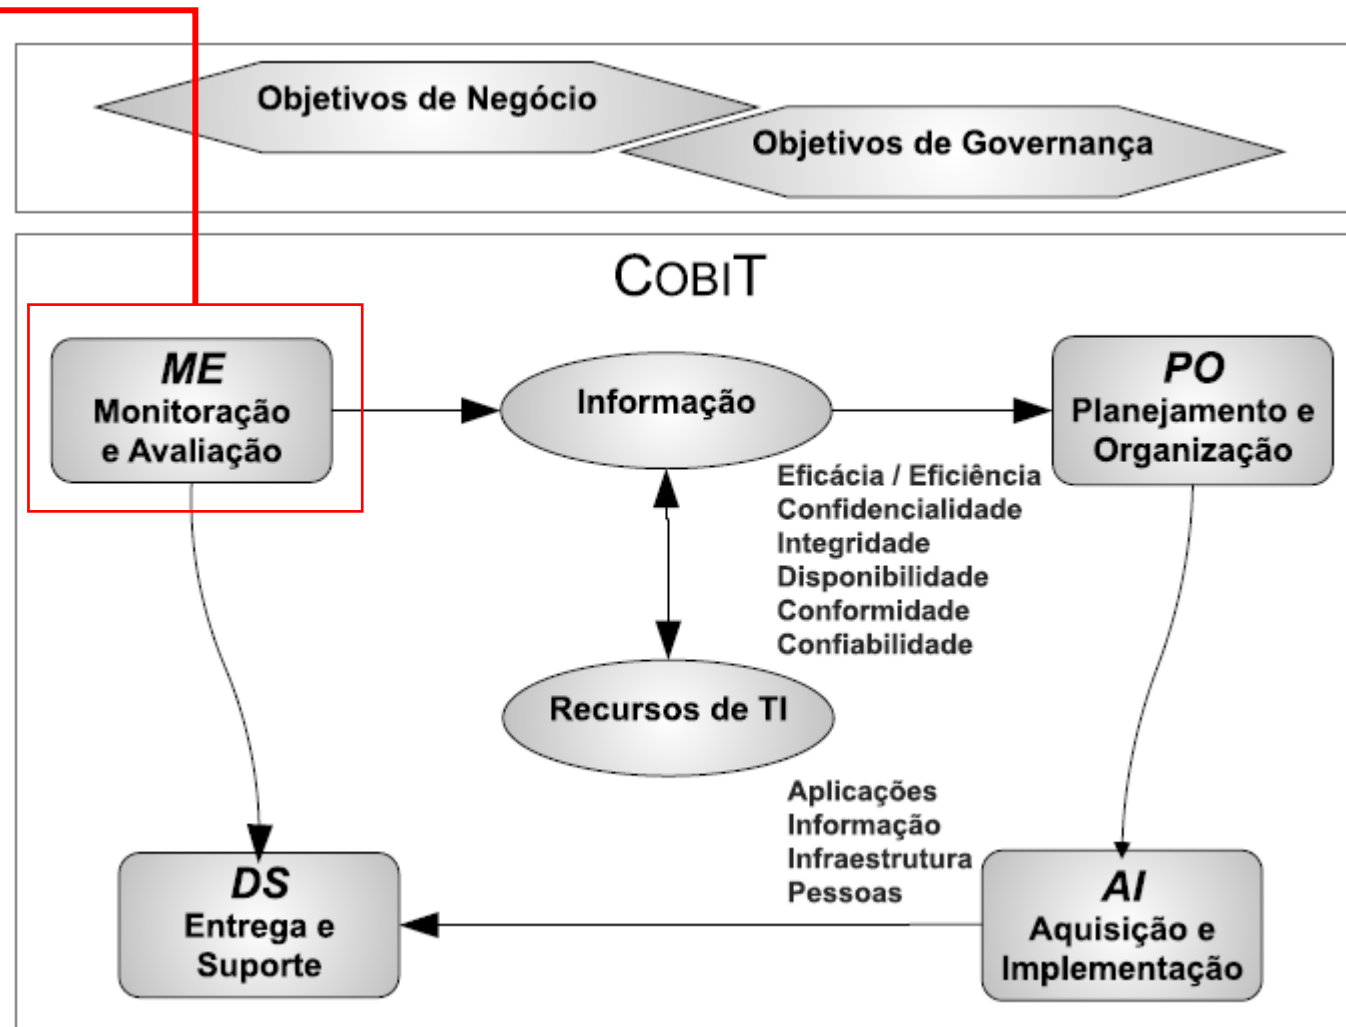 Objetivos de Negócio
Objetivos de Governança
COBIT
ME
Monitoração
e Avaliação
Informação
PO
Planejamento e
Organização
Eficácia / Eficiência
Confidencialidade
Integridade
Disponibilidade
Conformidade
Confiabilidade
Recursos de TI
Aplicações
Informação
Infraestrutura
Pessoas
DS
Entrega e
Suporte
AI
Aquisição e
Implementação